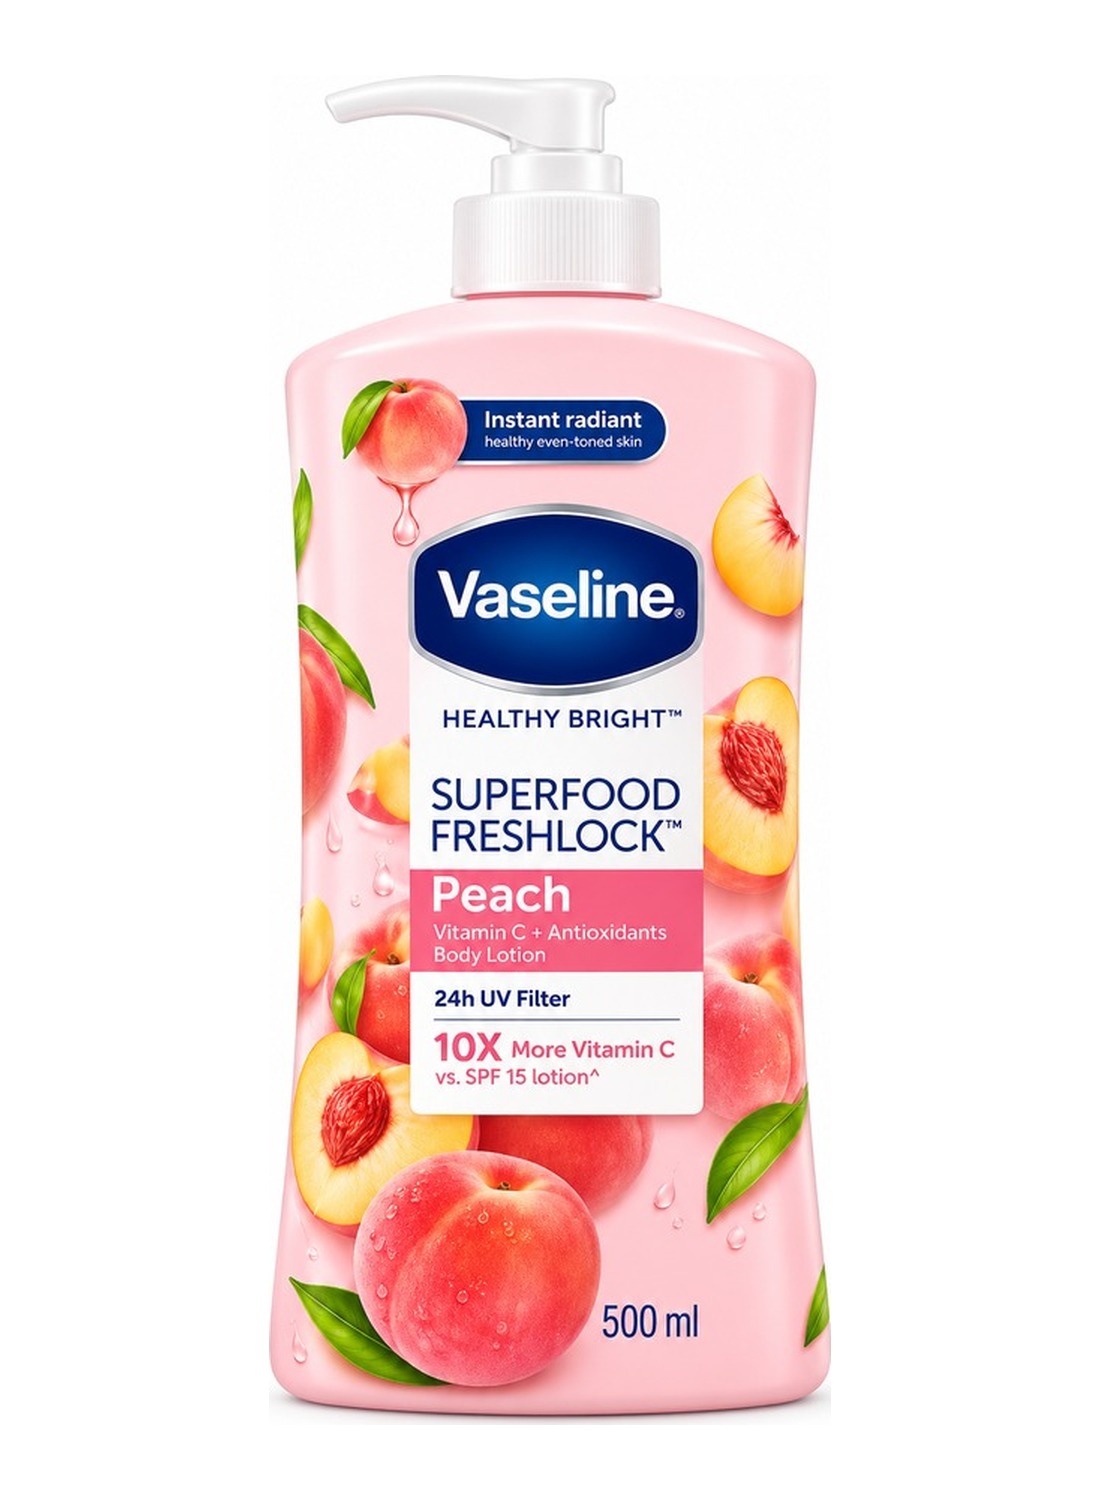 Instant radiant
healthy even-toned skin
Vaseline®
HEALTHY BRIGHT™
SUPERFOOD
FRESHLOCK™
Peach
Vitamin C + Antioxidants
Body Lotion
24h UV Filter
10X More Vitamin C
vs. SPF 15 lotion^
500 ml